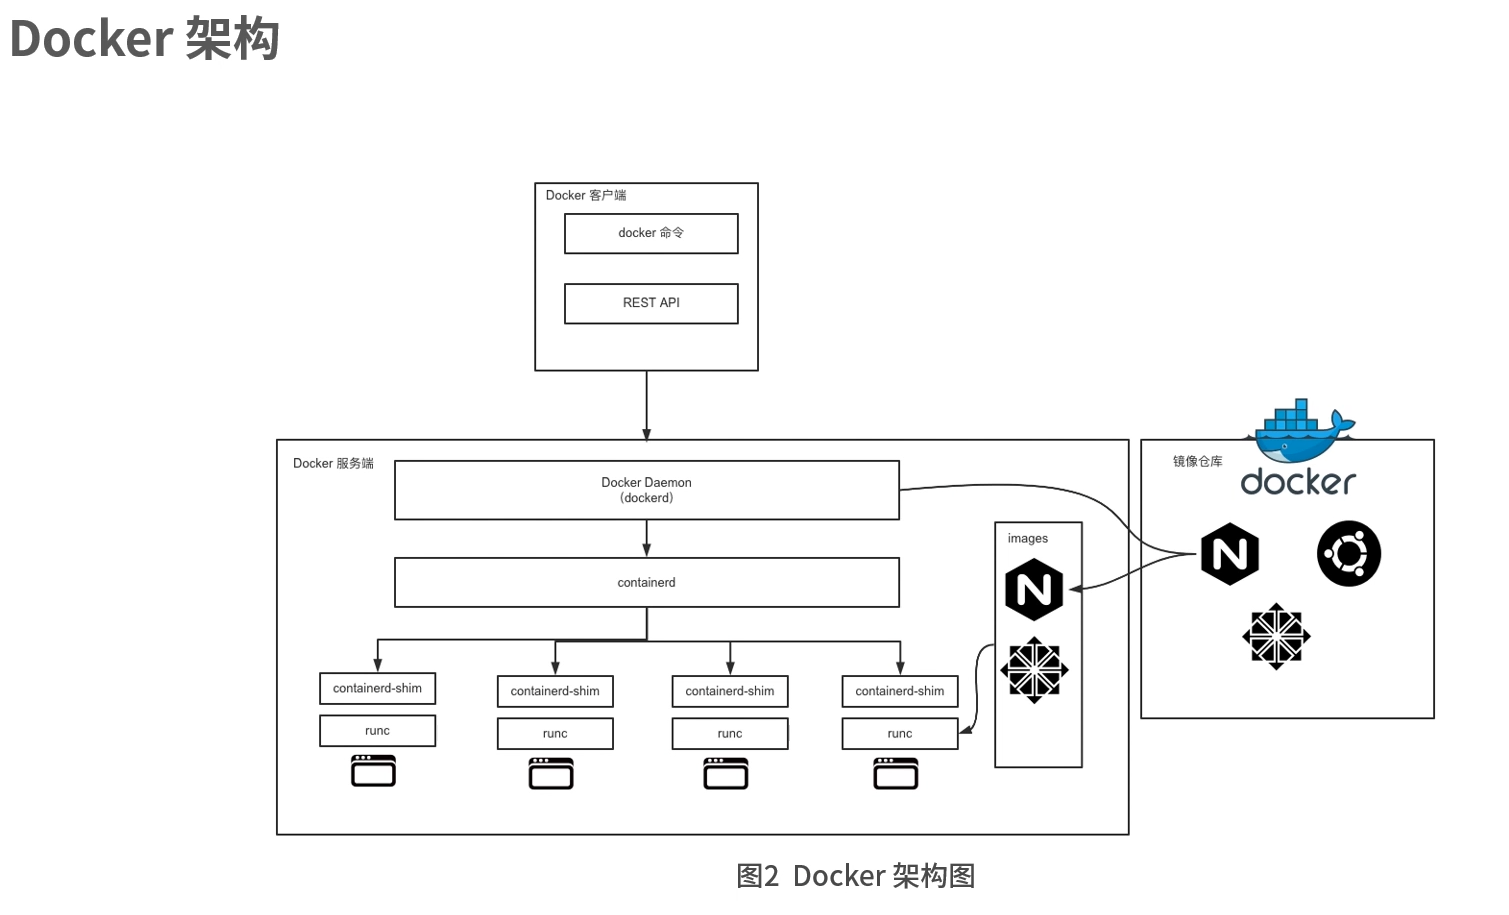 Docker 架构
Docker 客户端
docker 命令
REST API
Docker 服务端
Docker Daemon
（dockerd）
containerd
containerd-shim
containerd-shim
containerd-shim
containerd-shim
runc
runc
runc
runc
images
N
镜像仓库
docker
N
图2 Docker 架构图